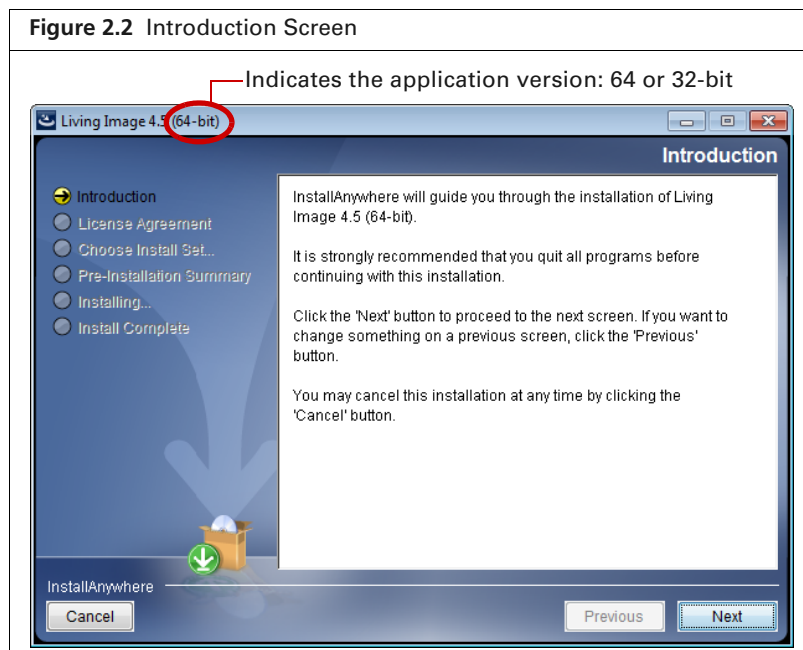 Figure 2.2 Introduction Screen
Indicates the application version: 64 or 32-bit
Living Image 4.5 (64-bit)
Introduction
Introduction
License Agreement
Choose Install Set...
Pre-Installation Summary
Installing...
Install Complete
InstallAnywhere will guide you through the installation of Living
Image 4.5 (64-bit).
It is strongly recommended that you quit all programs before
continuing with this installation.
Click the 'Next' button to proceed to the next screen. If you want to
change something on a previous screen, click the 'Previous'
button.
You may cancel this installation at any time by clicking the
'Cancel' button.
InstallAnywhere
Cancel
Previous
Next